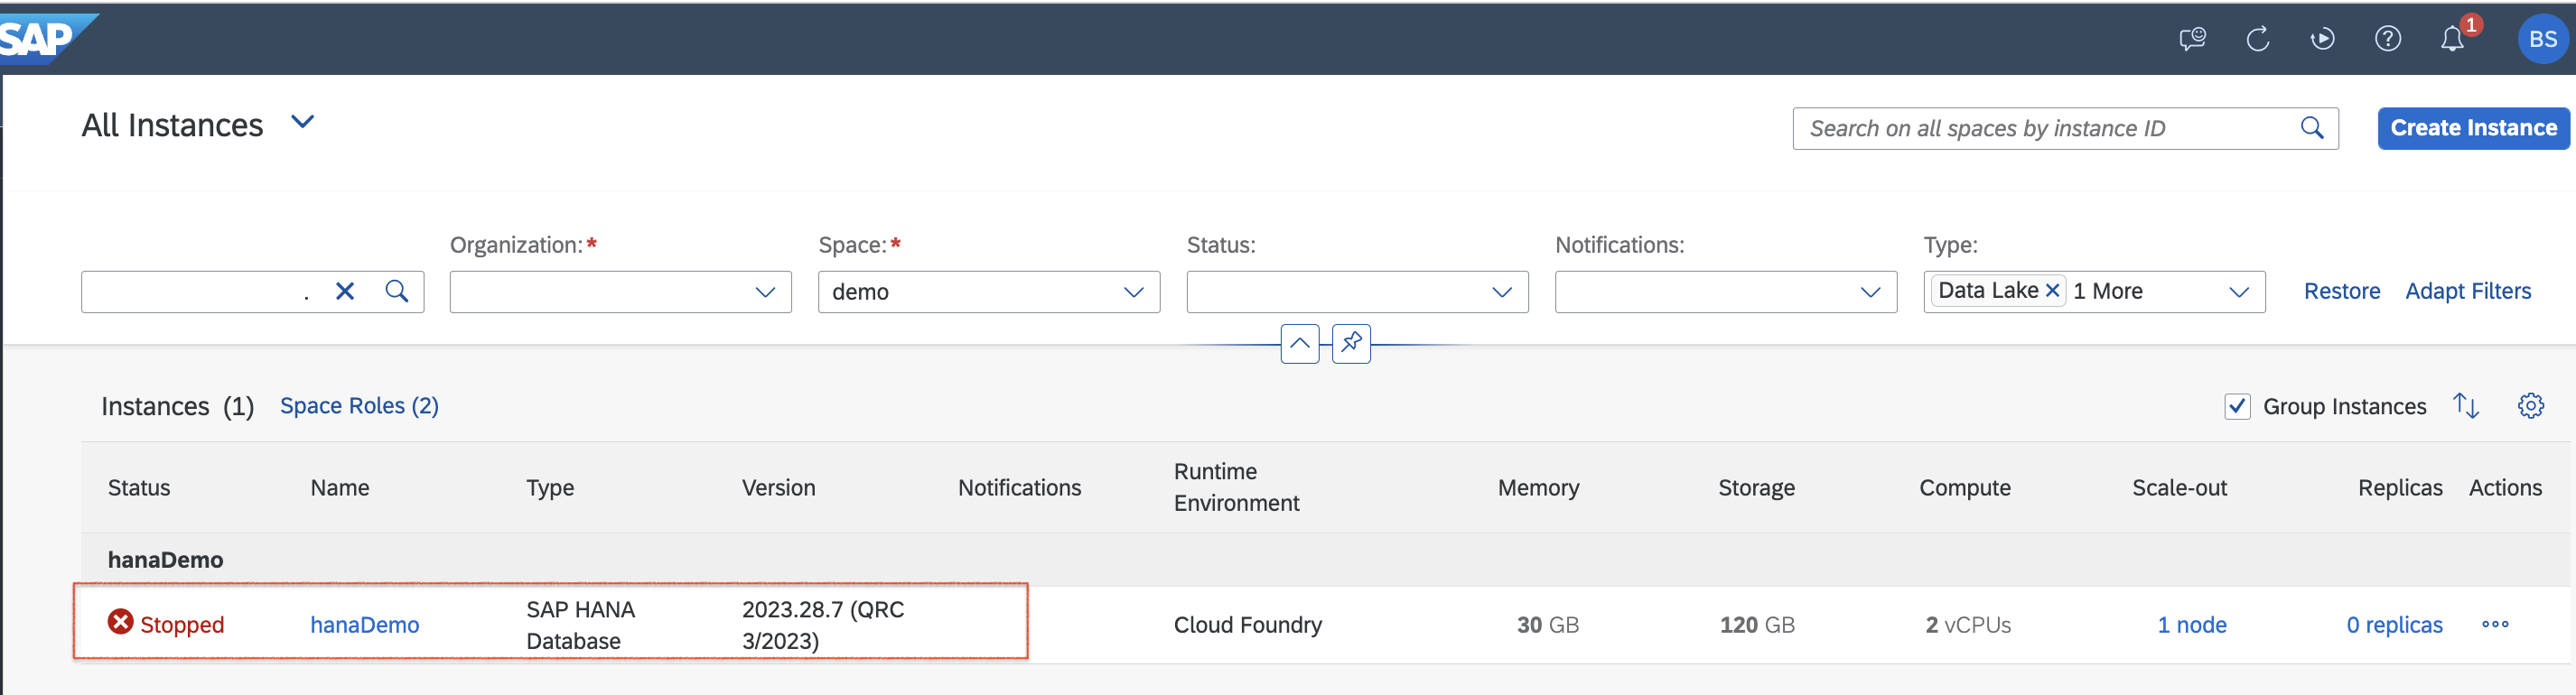 SAP
1
BS
All Instances
Search on all spaces by instance ID
Create Instance
Organization:*
Space:*
Status:
Notifications:
Type:
.
demo
Data Lake
1 More
Restore
Adapt Filters
Instances (1)
Space Roles (2)
Group Instances
Status
Name
Type
Version
Notifications
Runtime
Environment
Memory
Storage
Compute
Scale-out
Replicas
Actions
hanaDemo
Stopped
hanaDemo
SAP HANA
Database
2023.28.7 (QRC
3/2023)
Cloud Foundry
30 GB
120 GB
2 vCPUs
1 node
0 replicas